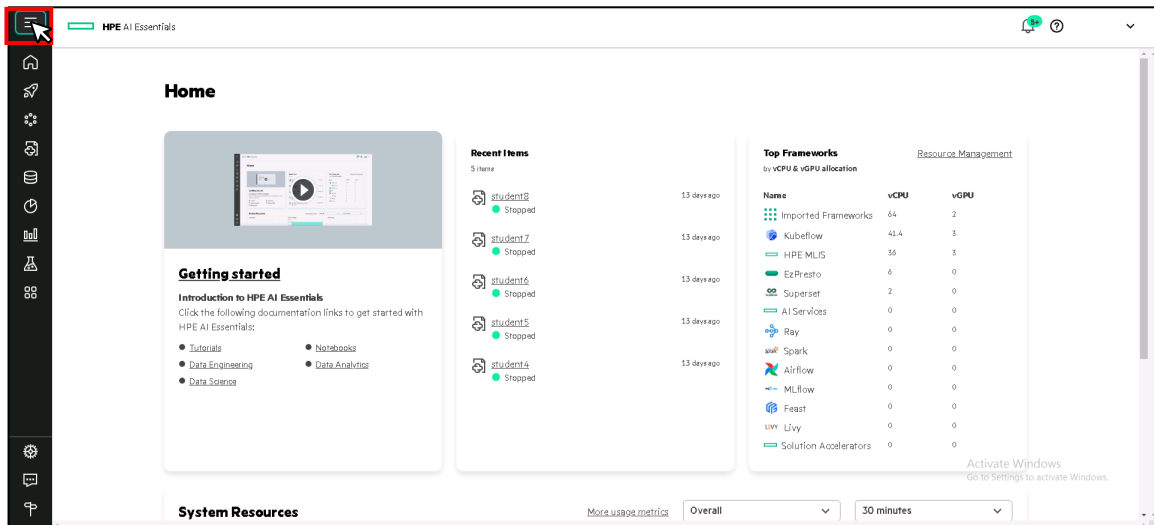 HPE AI Essentials
5+
Home
Getting started
Introduction to HPE AI Essentials
Click the following documentation links to get started with
HPE AI Essentials:
Tutorials
Notebooks
Data Engineering
Data Analytics
Data Science
Recent Items
5 items
student8
13 days ago
Stopped
student7
13 days ago
Stopped
student6
13 days ago
Stopped
student5
13 days ago
Stopped
student4
13 days ago
Stopped
Top Frameworks
Resource Management
by vCPU & vGPU allocation
Name vCPU vGPU
Imported Frameworks 64 2
Kubeflow 41.4 3
HPE MLIS 36 3
EzPresto 6 0
Superset 2 0
AI Services 0 0
Ray 0 0
Spark 0 0
Airflow 0 0
MLflow 0 0
Feast 0 0
LIVY Livy 0 0
Solution Accelerators 0 0
Activate Windows
Go to Settings to activate Windows.
System Resources
More usage metrics
Overall
30 minutes